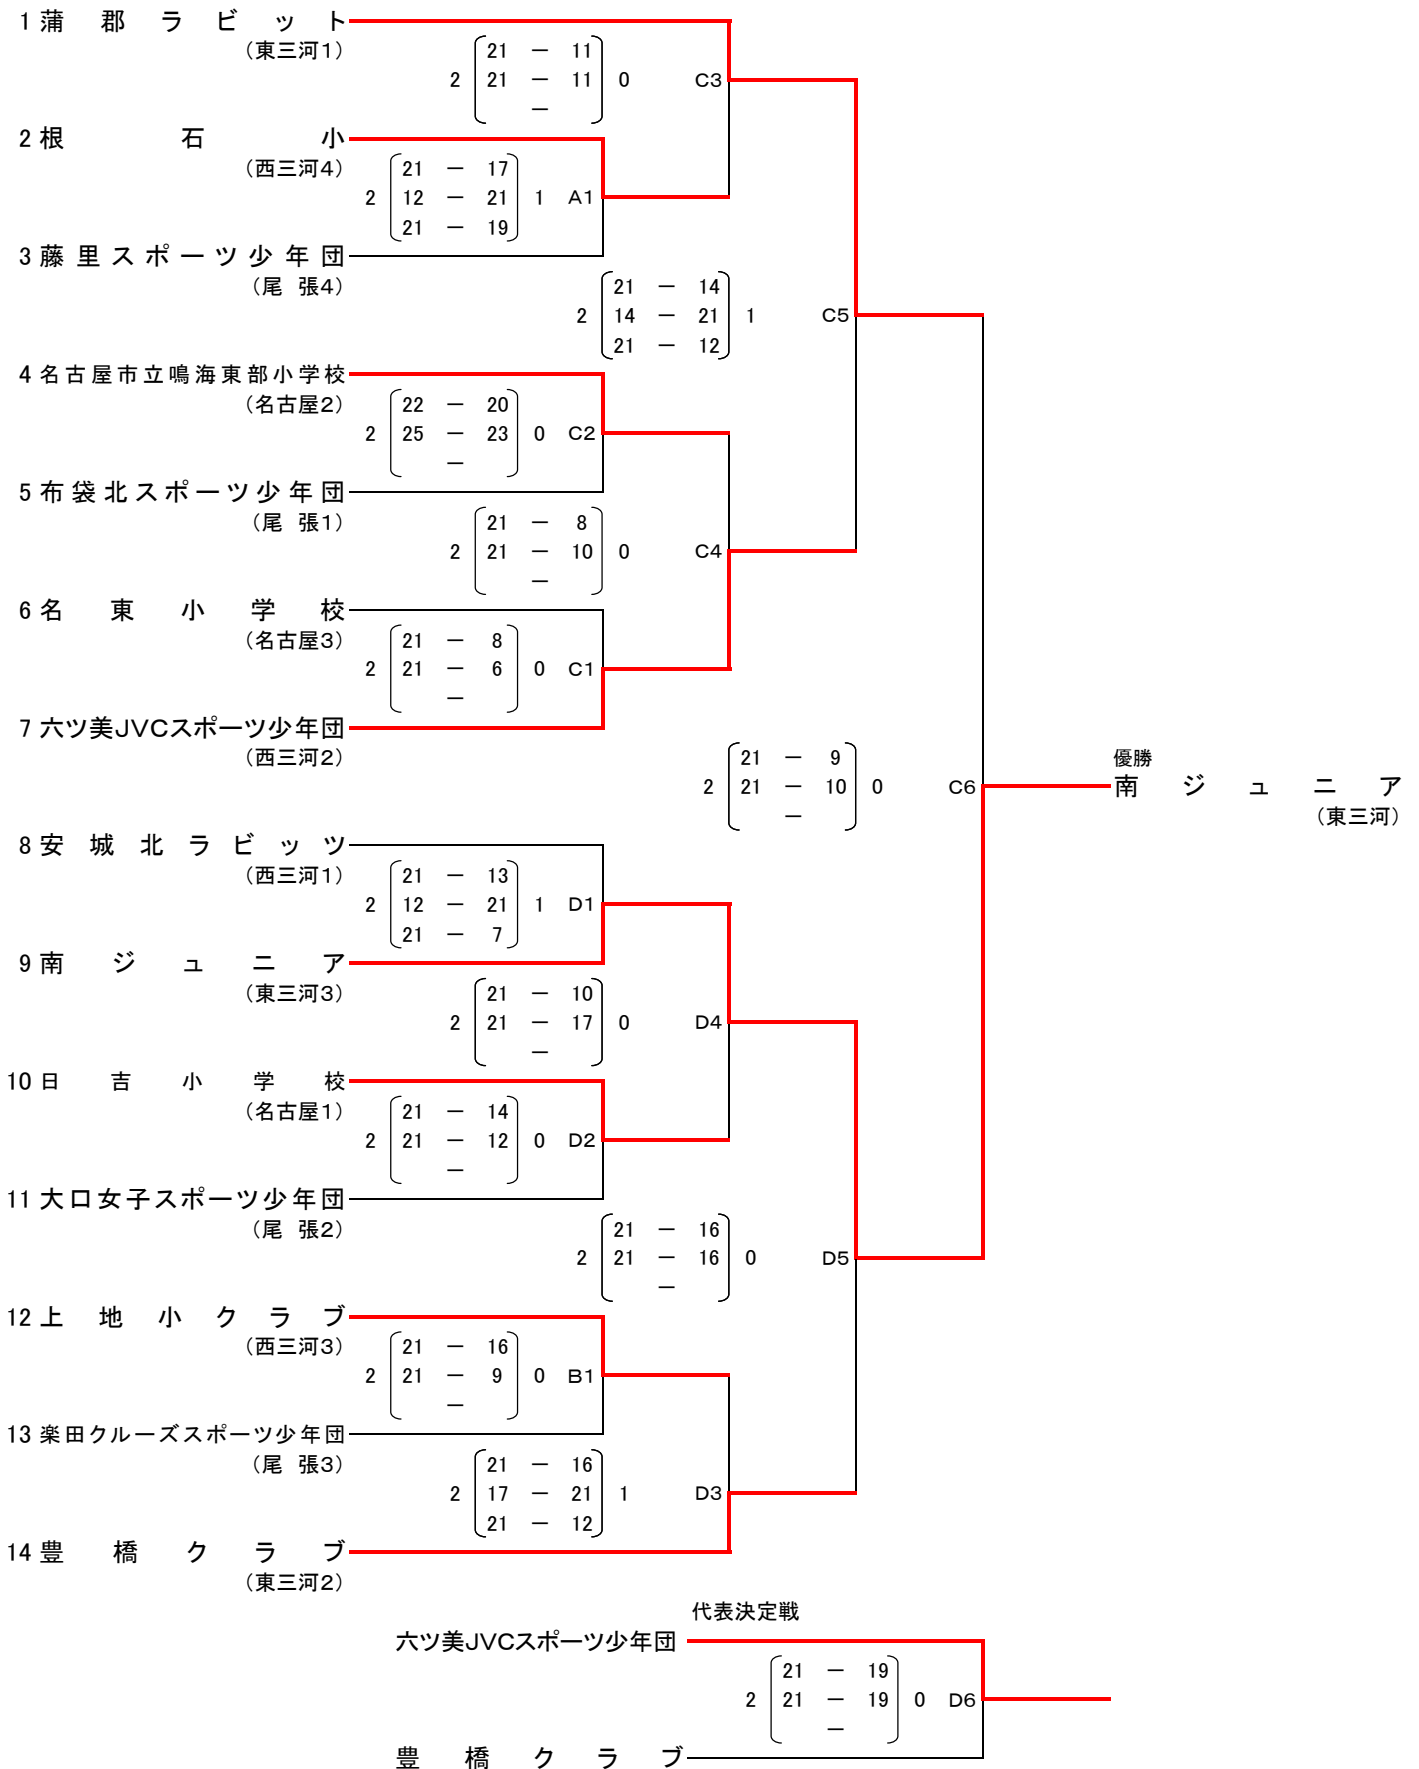 1 蒲郡ラビット
(東三河1)
21 － 11
2 21 － 11 0 C3
－
2 根石小
(西三河4)
21 － 17
2 12 － 21 1 A1
21 － 19
3 藤里スポーツ少年団
(尾 張4)
21 － 14
2 14 － 21 1 C5
21 － 12
4 名古屋市立鳴海東部小学校
(名古屋2)
22 － 20
2 25 － 23 0 C2
－
5 布袋北スポーツ少年団
(尾 張1)
21 － 8
2 21 － 10 0 C4
－
6 名東小学校
(名古屋3)
21 － 8
2 21 － 6 0 C1
－
7 六ツ美JVCスポーツ少年団
(西三河2)
21 － 9
2 21 － 10 0 C6
－
優勝
南ジュニア
(東三河)
8 安城北ラビッツ
(西三河1)
21 － 13
2 12 － 21 1 D1
21 － 7
9 南ジュニア
(東三河3)
21 － 10
2 21 － 17 0 D4
－
10 日吉小学校
(名古屋1)
21 － 14
2 21 － 12 0 D2
－
11 大口女子スポーツ少年団
(尾 張2)
21 － 16
2 21 － 16 0 D5
－
12 上地小クラブ
(西三河3)
21 － 16
2 21 － 9 0 B1
－
13 楽田クルーズスポーツ少年団
(尾 張3)
21 － 16
2 17 － 21 1 D3
21 － 12
14 豊橋クラブ
(東三河2)
代表決定戦
六ツ美JVCスポーツ少年団
21 － 19
2 21 － 19 0 D6
－
豊橋クラブ